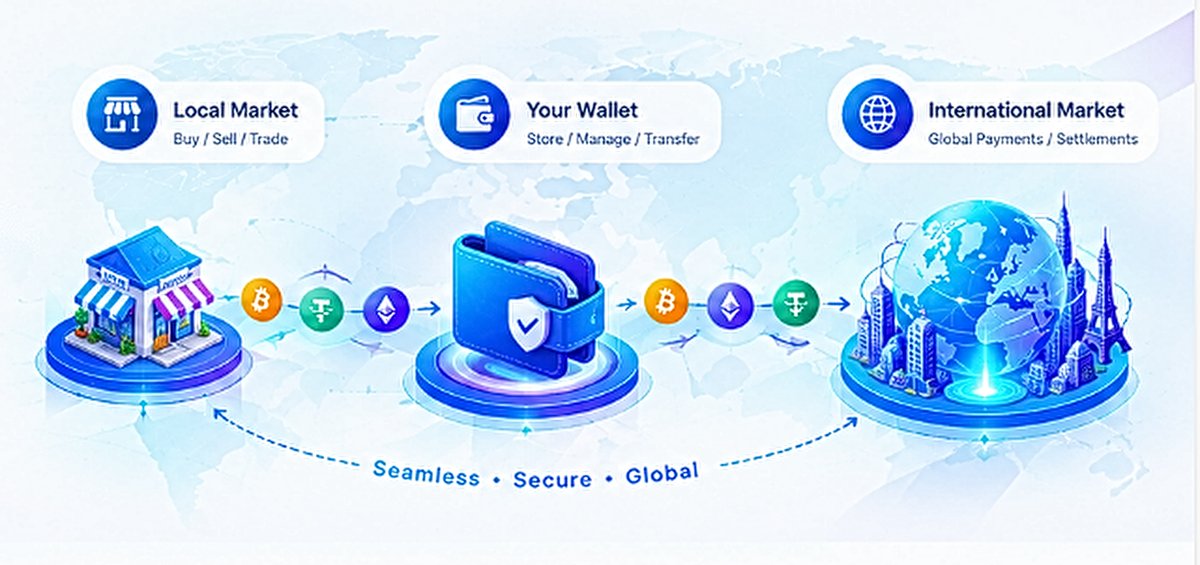 Local Market
Buy / Sell / Trade
Your Wallet
Store / Manage / Transfer
International Market
Global Payments / Settlements
Seamless • Secure • Global